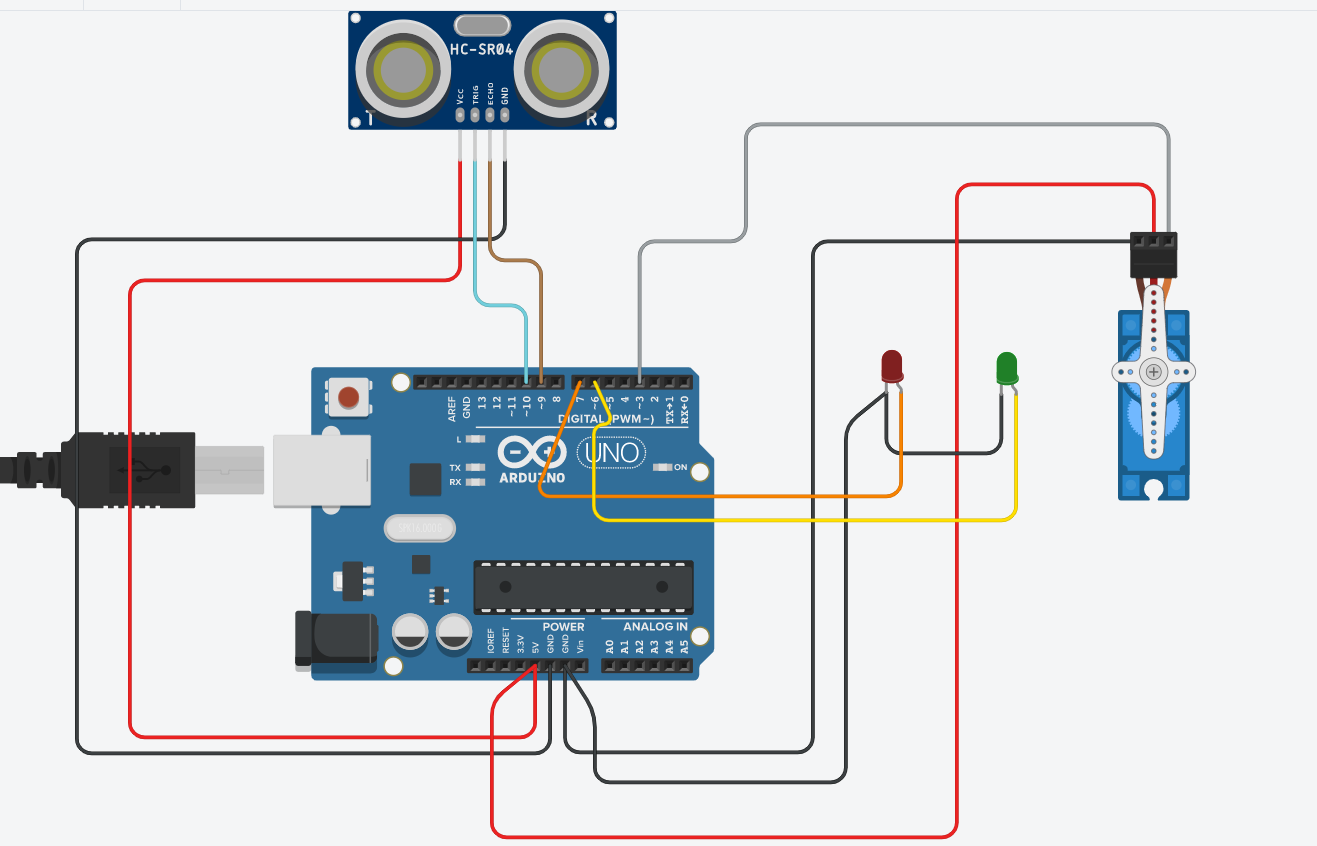 HC-SR04
VCC
TRIG
ECHO
GND
T
R
AREF
GND
13
12
~11
~10
~9
8
7
~6
~5
4
~3
2
TX→1
RX←0
DIGITAL (PWM~)
L
TX
RX
ARDUINO
UNO
ON
IOREF
RESET
3.3V
5V
GND
GND
Vin
POWER
ANALOG IN
A0
A1
A2
A3
A4
A5